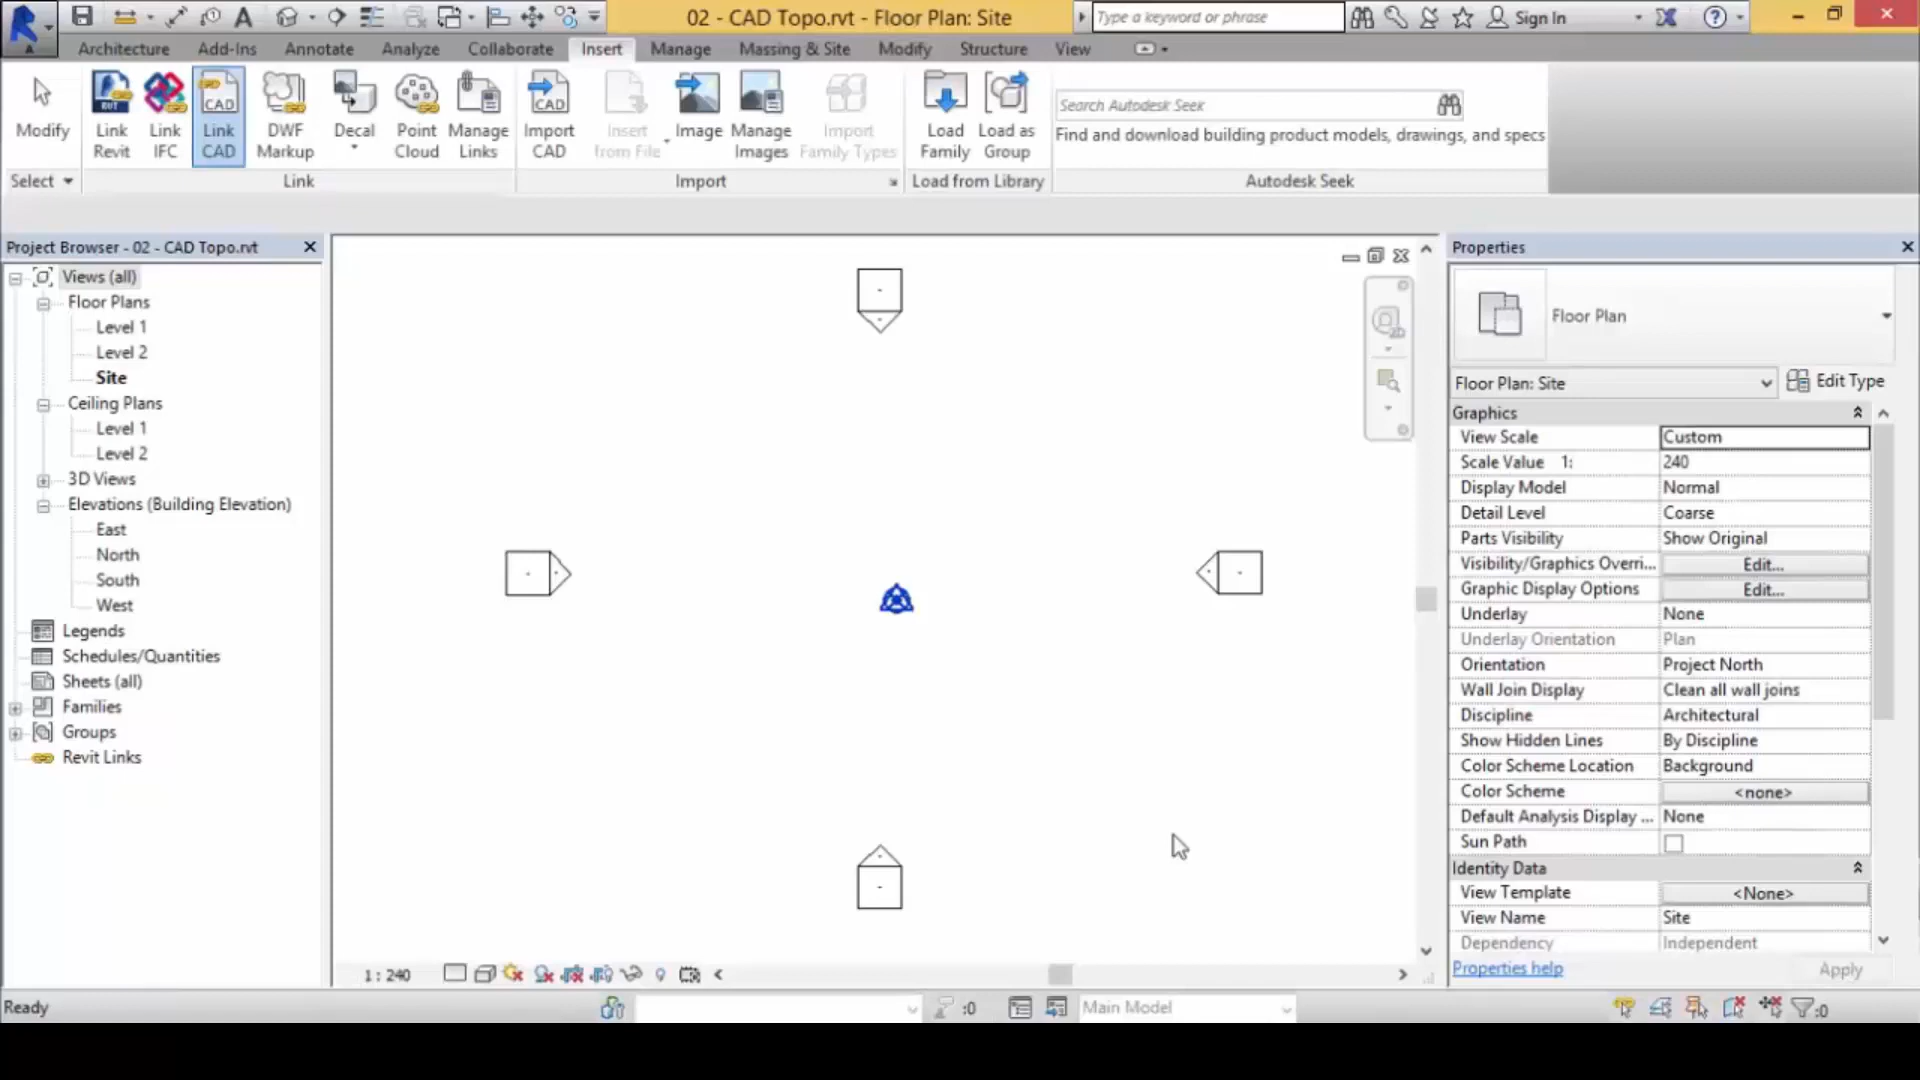 02 - CAD Topo.rvt - Floor Plan: Site
Type a keyword or phrase
Sign In
Architecture Add-Ins Annotate Analyze Collaborate Insert Manage Massing & Site Modify Structure View
Modify
Link Revit
Link IFC
Link CAD
DWF Markup
Decal
Point Cloud
Manage Links
Import CAD
Insert from File
Image
Manage Images
Import Family Types
Load Family
Load as Group
Search Autodesk Seek
Find and download building product models, drawings, and specs
Select
Link
Import
Load from Library
Autodesk Seek
Project Browser - 02 - CAD Topo.rvt
Views (all)
Floor Plans
Level 1
Level 2
Site
Ceiling Plans
Level 1
Level 2
3D Views
Elevations (Building Elevation)
East
North
South
West
Legends
Schedules/Quantities
Sheets (all)
Families
Groups
Revit Links
1 : 240
Properties
Floor Plan
Floor Plan: Site
Edit Type
Graphics
View Scale Custom
Scale Value 1: 240
Display Model Normal
Detail Level Coarse
Parts Visibility Show Original
Visibility/Graphics Overri... Edit...
Graphic Display Options Edit...
Underlay None
Underlay Orientation Plan
Orientation Project North
Wall Join Display Clean all wall joins
Discipline Architectural
Show Hidden Lines By Discipline
Color Scheme Location Background
Color Scheme <none>
Default Analysis Display ... None
Sun Path
Identity Data
View Template <None>
View Name Site
Dependency Independent
Properties help
Apply
Ready
:0
Main Model
:0